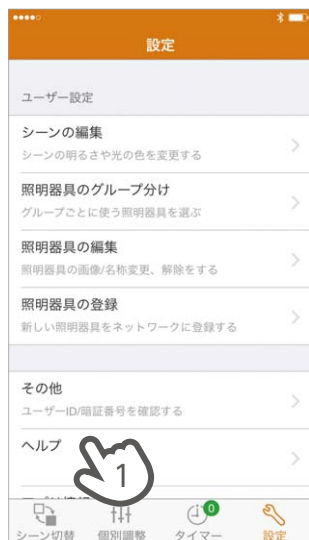 設定
ユーザー設定
シーンの編集
シーンの明るさや光の色を変更する
照明器具のグループ分け
グループごとに使う照明器具を選ぶ
照明器具の編集
照明器具の画像/名称変更、解除をする
照明器具の登録
新しい照明器具をネットワークに登録する
その他
ユーザーID/暗証番号を確認する
ヘルプ
1
0
シーン切替 個別調整 タイマー 設定